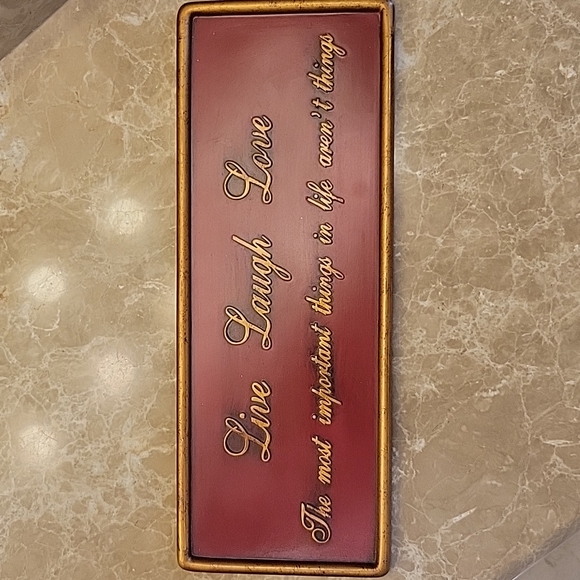 Live Laugh Love
The most important things in life aren't things